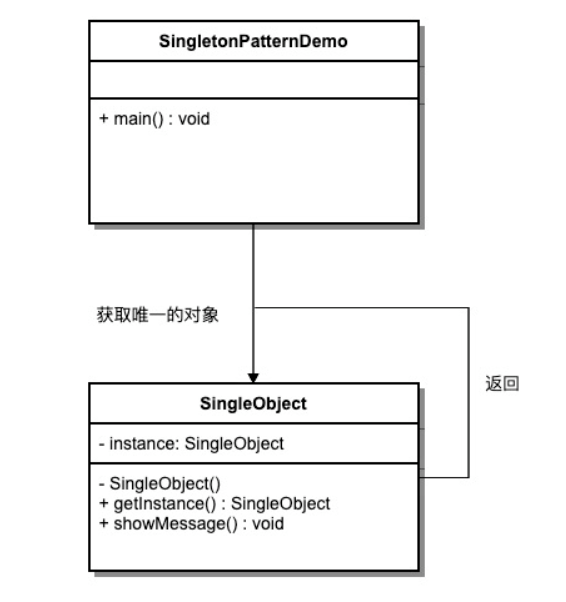 SingletonPatternDemo
+ main() : void
获取唯一的对象
返回
SingleObject
- instance: SingleObject
- SingleObject()
+ getInstance() : SingleObject
+ showMessage() : void